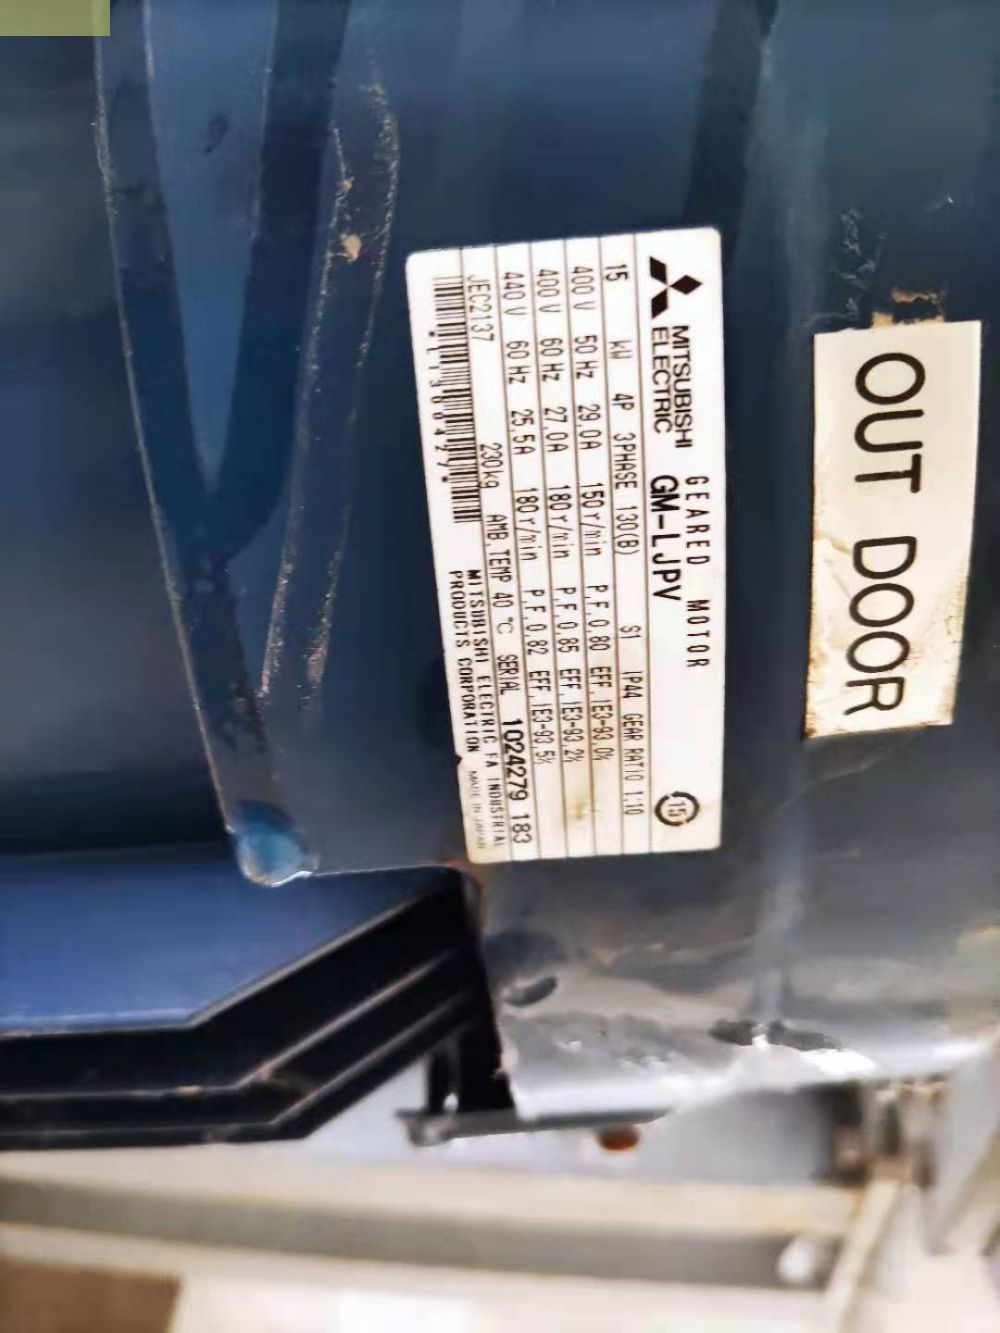 MITSUBISHI
ELECTRIC
GEARED MOTOR
GM-LJPV
15
15 kW 4P 3PHASE 130(B) S1 IP44 GEAR RATIO 1:10
400 V 50 Hz 29.0A 150 r/min P.F. 0.80 EFF. IE3-93.0%
400 V 60 Hz 27.0A 180 r/min P.F. 0.85 EFF. IE3-93.2%
440 V 60 Hz 25.5A 180 r/min P.F. 0.82 EFF. IE3-93.5%
JEC2137 230kg AMB.TEMP 40 °C SERIAL 1024279 183
MITSUBISHI ELECTRIC FA INDUSTRIAL
PRODUCTS CORPORATION MADE IN JAPAN
OUT DOOR